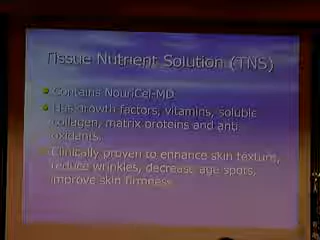 Tissue Nutrient Solution (TNS)
Contains NouriCel-MD
Has growth factors, vitamins, soluble
collagen, matrix proteins and anti
oxidants.
Clinically proven to enhance skin texture,
reduce wrinkles, decrease age spots,
improve skin firmness